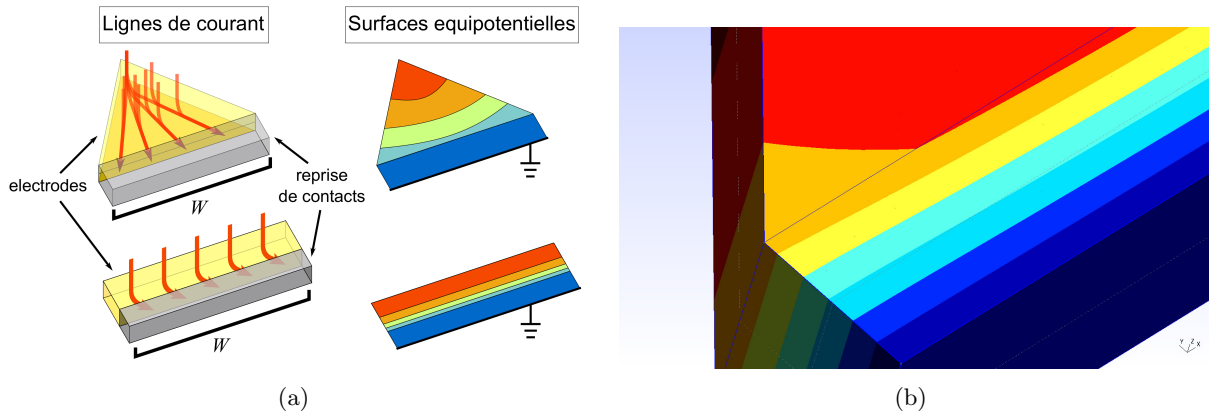 Lignes de courant
Surfaces equipotentielles
electrodes
reprise
de contacts
W
W
Y Z X
(a)
(b)